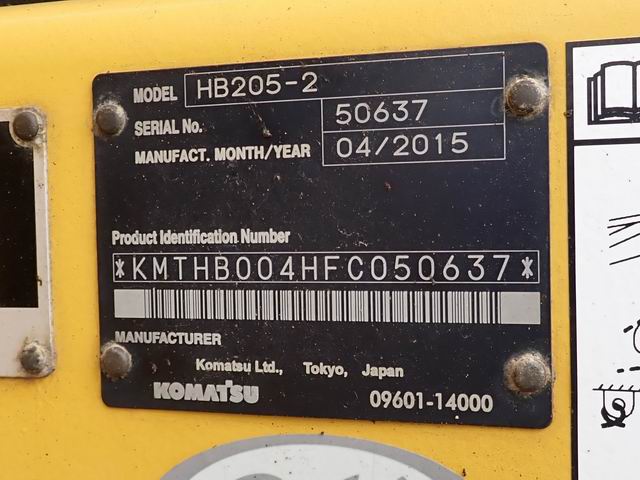 MODEL HB205-2
SERIAL No. 50637
MANUFACT. MONTH/YEAR 04/2015
Product Identification Number
*KMTHB004HFC050637*
MANUFACTURER
Komatsu Ltd., Tokyo, Japan
KOMATSU 09601-14000